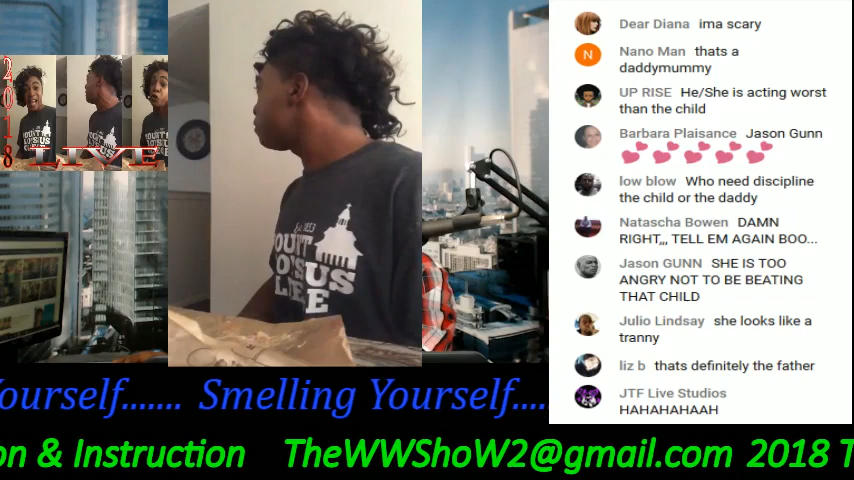 2018
LIVE
Dear Diana ima scary
Nano Man thats a
daddymummy
UP RISE He/She is acting worst
than the child
Barbara Plaisance Jason Gunn
low blow Who need discipline
the child or the daddy
Natascha Bowen DAMN
RIGHT,,, TELL EM AGAIN BOO...
Jason GUNN SHE IS TOO
ANGRY NOT TO BE BEATING
THAT CHILD
Julio Lindsay she looks like a
tranny
liz b thats definitely the father
JTF Live Studios
HAHAHAHAAH
N
Yourself....... Smelling Yourself.....
on & Instruction TheWWShoW2@gmail.com 2018 T